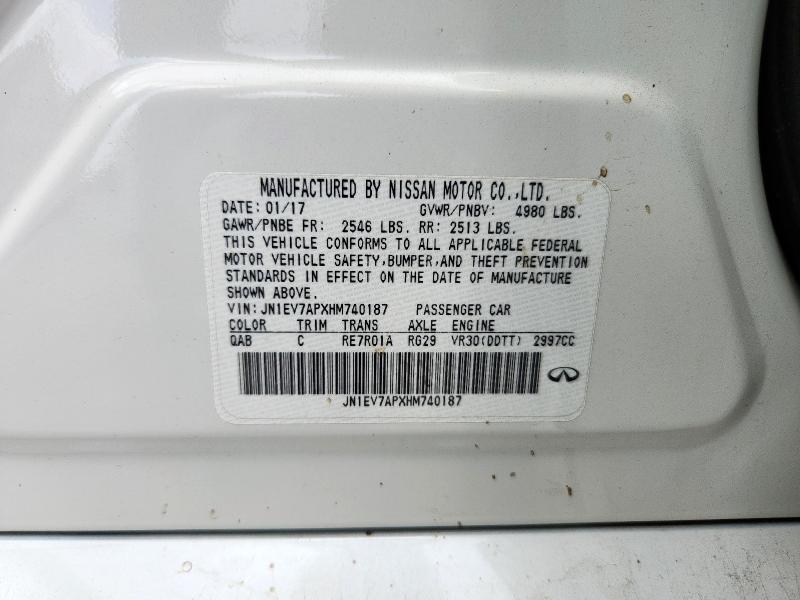 MANUFACTURED BY NISSAN MOTOR CO.,LTD.
DATE: 01/17 GVWR/PNBV: 4980 LBS.
GAWR/PNBE FR: 2546 LBS. RR: 2513 LBS.
THIS VEHICLE CONFORMS TO ALL APPLICABLE FEDERAL
MOTOR VEHICLE SAFETY,BUMPER,AND THEFT PREVENTION
STANDARDS IN EFFECT ON THE DATE OF MANUFACTURE
SHOWN ABOVE.
VIN: JN1EV7APXHM740187 PASSENGER CAR
COLOR TRIM TRANS AXLE ENGINE
QAB C RE7R01A RG29 VR30(DDTT) 2997CC
JN1EV7APXHM740187